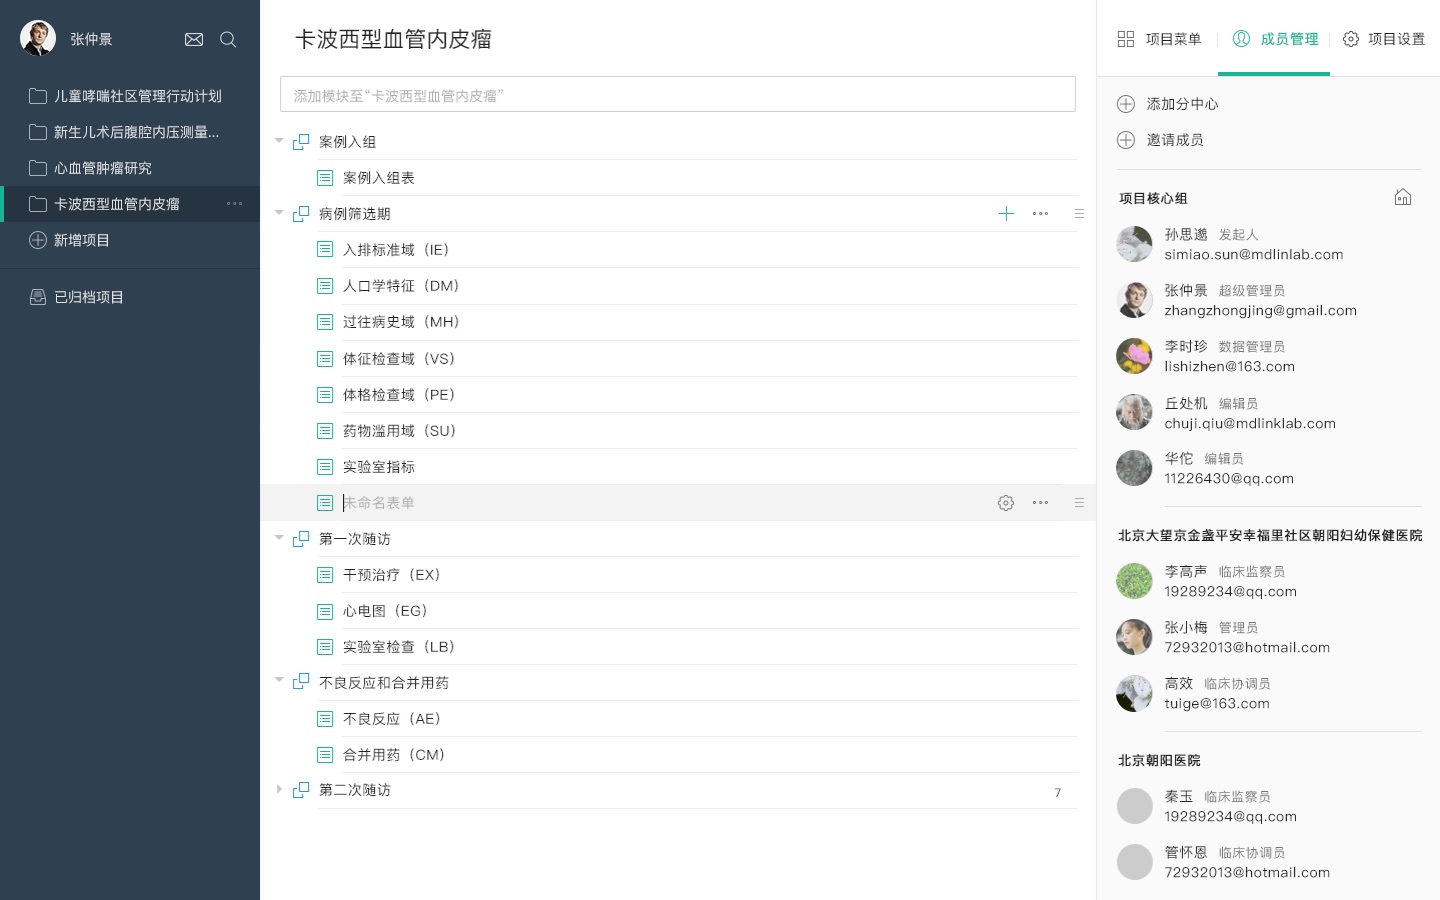 张仲景
儿童哮喘社区管理行动计划
新生儿术后腹腔内压测量...
心血管肿瘤研究
卡波西型血管内皮瘤
新增项目
已归档项目
卡波西型血管内皮瘤
添加模块至“卡波西型血管内皮瘤”
案例入组
案例入组表
病例筛选期
入排标准域（IE）
人口学特征（DM）
过往病史域（MH）
体征检查域（VS）
体格检查域（PE）
药物滥用域（SU）
实验室指标
未命名表单
第一次随访
干预治疗（EX）
心电图（EG）
实验室检查（LB）
不良反应和合并用药
不良反应（AE）
合并用药（CM）
第二次随访 7
项目菜单 成员管理 项目设置
添加分中心
邀请成员
项目核心组
孙思邈 发起人
simiao.sun@mdlinlab.com
张仲景 超级管理员
zhangzhongjing@gmail.com
李时珍 数据管理员
lishizhen@163.com
丘处机 编辑员
chuji.qiu@mdlinklab.com
华佗 编辑员
11226430@qq.com
北京大望京金盏平安幸福里社区朝阳妇幼保健医院
李高声 临床监察员
19289234@qq.com
张小梅 管理员
72932013@hotmail.com
高效 临床协调员
tuige@163.com
北京朝阳医院
秦玉 临床监察员
19289234@qq.com
管怀恩 临床协调员
72932013@hotmail.com